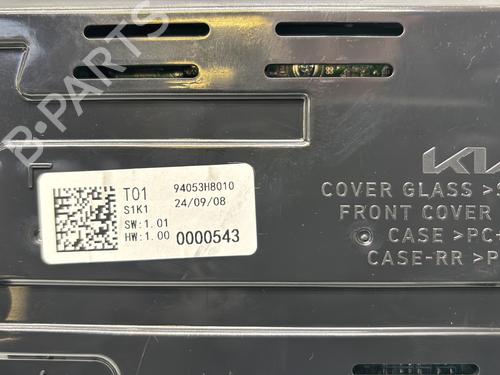 B-PARTS
KIA
T01 94053H8010
S1K1 24/09/08
SW:1.01
HW:1.00 0000543
COVER GLASS >S
FRONT COVER
CASE >PC+
CASE-RR >P